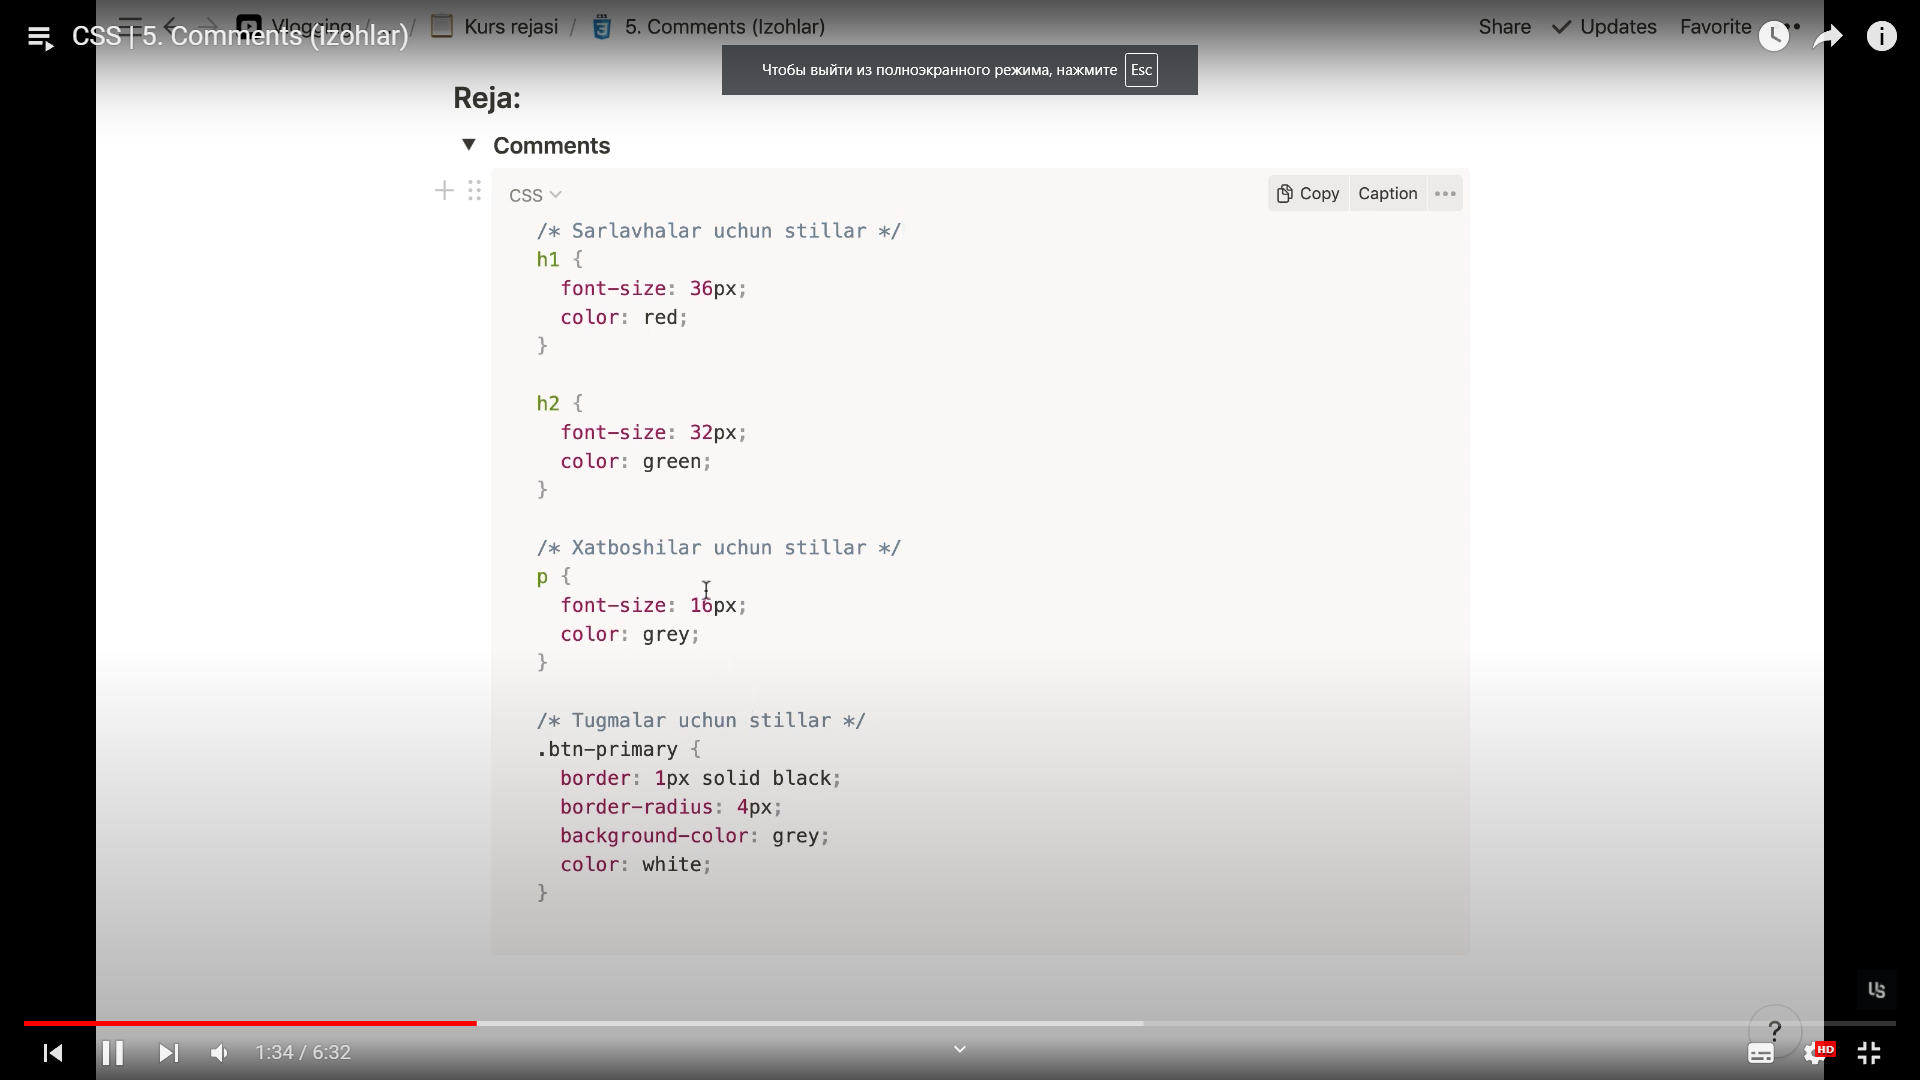 CSS | 5. Comments (Izohlar)
Vlogging / / Kurs rejasi / 5. Comments (Izohlar)
Share Updates Favorite
Чтобы выйти из полноэкранного режима, нажмите Esc
Reja:
Comments
CSS
Copy Caption
/* Sarlavhalar uchun stillar */
h1 {
font-size: 36px;
color: red;
}
h2 {
font-size: 32px;
color: green;
}
/* Xatboshilar uchun stillar */
p {
font-size: 16px;
color: grey;
}
/* Tugmalar uchun stillar */
.btn-primary {
border: 1px solid black;
border-radius: 4px;
background-color: grey;
color: white;
}
?
1:34 / 6:32
HD